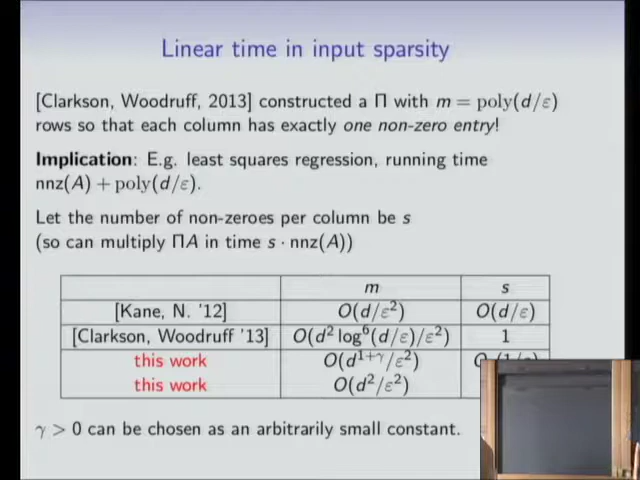 Linear time in input sparsity
[Clarkson, Woodruff, 2013] constructed a Π with m = poly(d/ε)
rows so that each column has exactly one non-zero entry!
Implication: E.g. least squares regression, running time
nnz(A) + poly(d/ε).
Let the number of non-zeroes per column be s
(so can multiply ΠA in time s · nnz(A))
m s
[Kane, N. '12] O(d/ε²) O(d/ε)
[Clarkson, Woodruff '13] O(d² log⁶(d/ε)/ε²) 1
this work O(d¹⁺ᵞ/ε²)
this work O(d²/ε²)
γ > 0 can be chosen as an arbitrarily small constant.